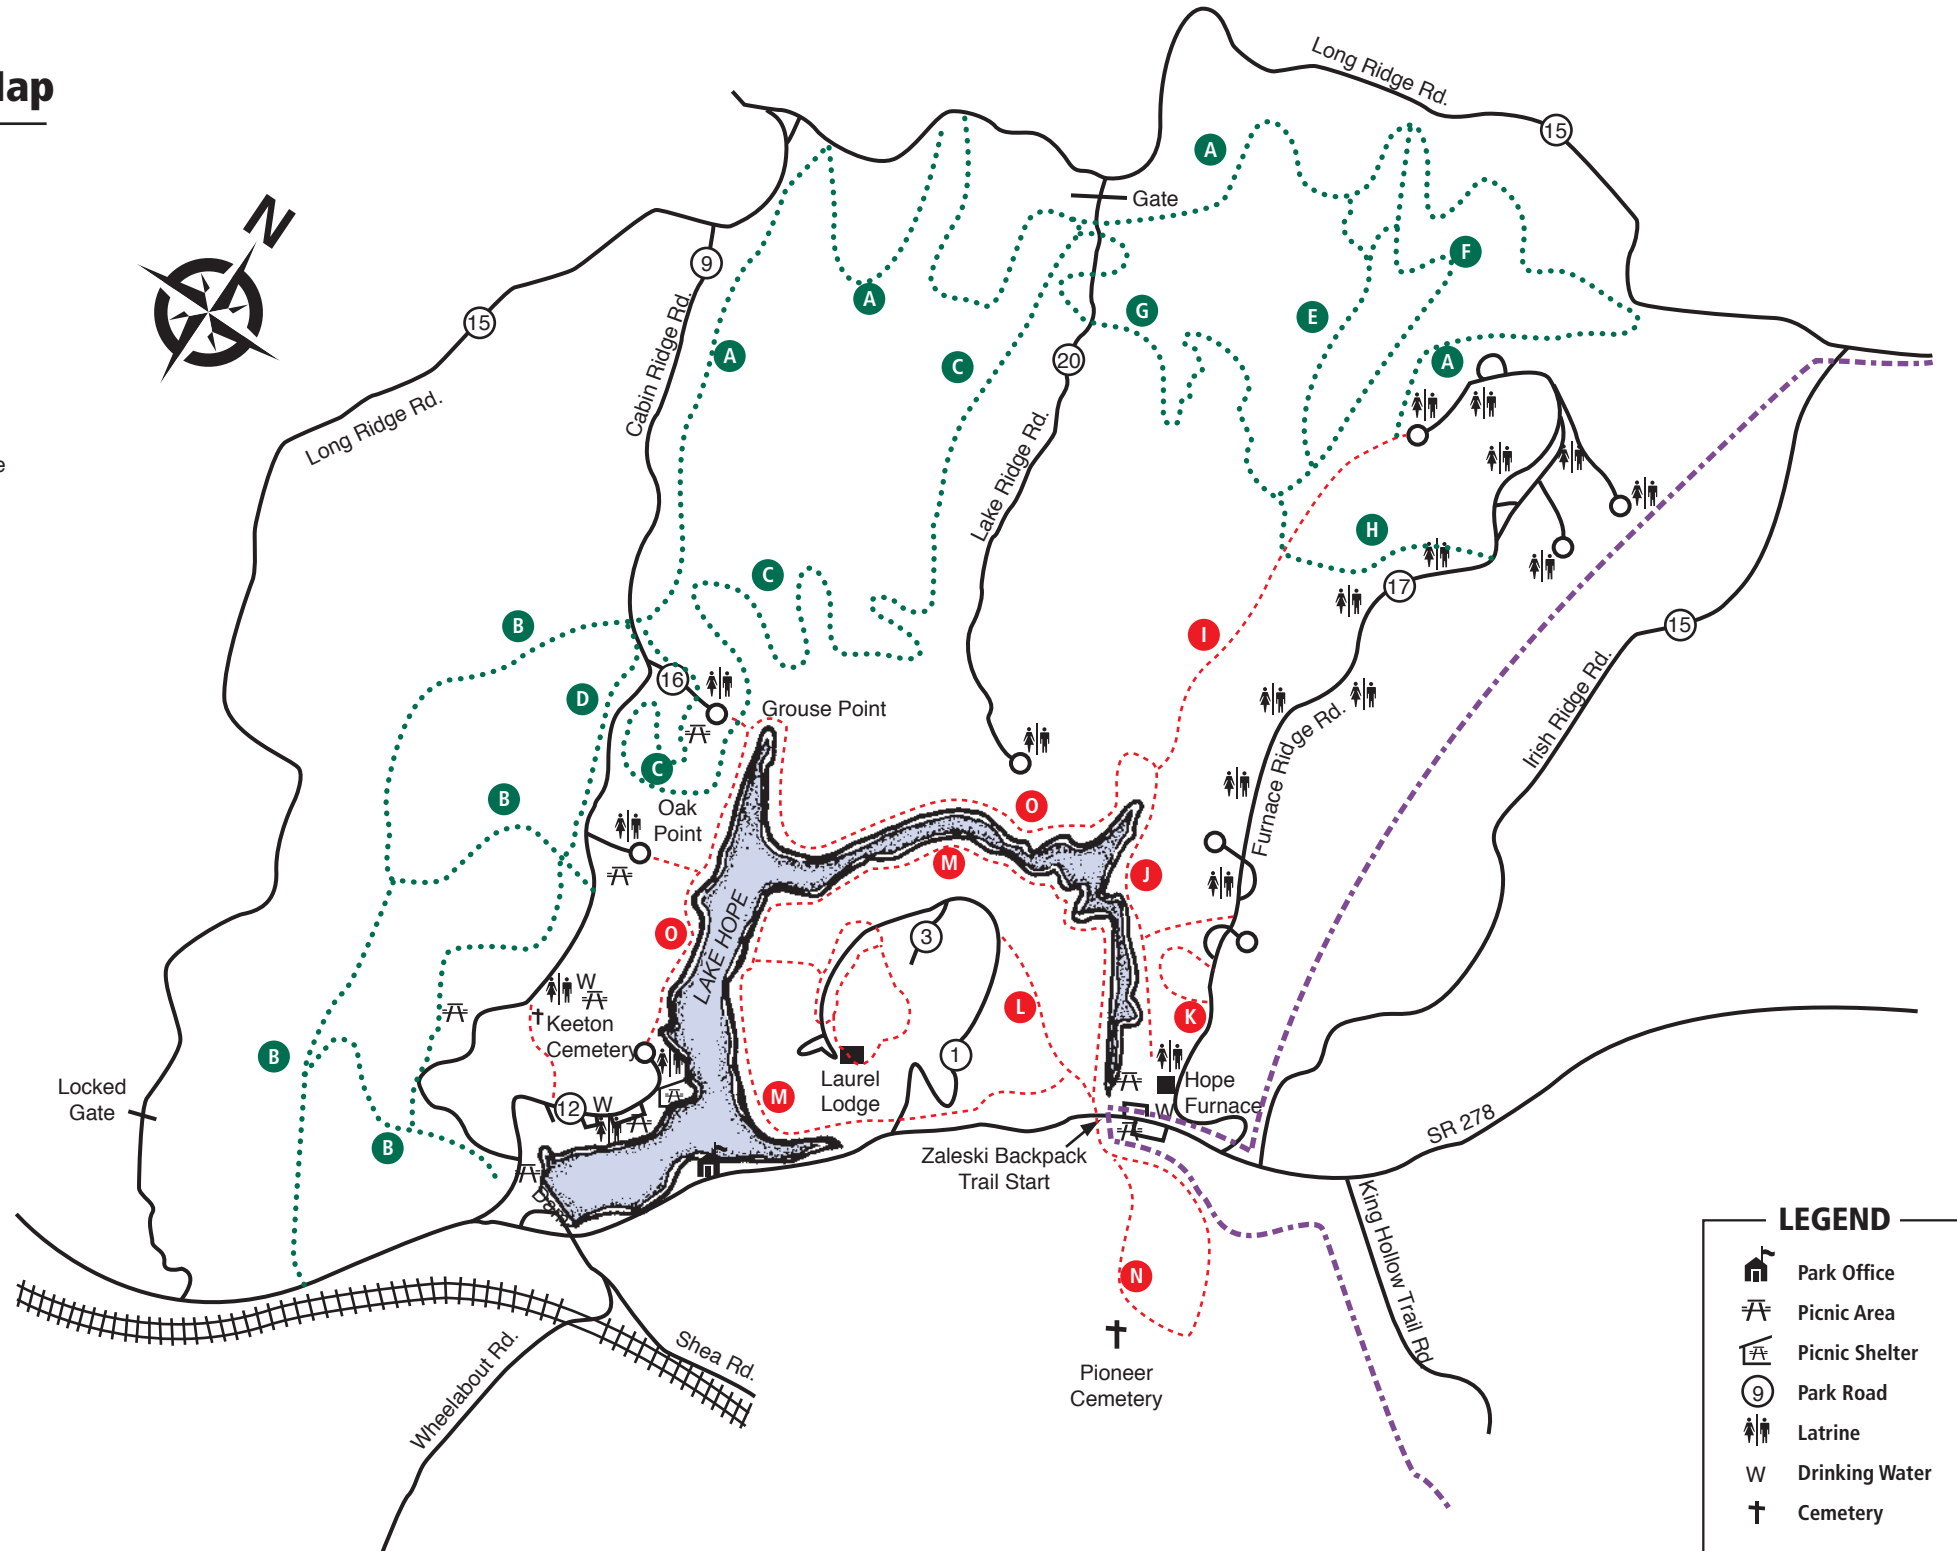 N
Long Ridge Rd.
15
A
Gate
9
F
A
G
E
15
Cabin Ridge Rd.
A
C
20
A
Long Ridge Rd.
Lake Ridge Rd.
H
C
17
B
I
15
16
D
Grouse Point
Furnace Ridge Rd.
Irish Ridge Rd.
C
B
Oak
Point
O
M
J
O
3
LAKE HOPE
W
L
K
Keeton
Cemetery
B
1
Laurel
Lodge
Hope
Furnace
Locked
Gate
M
12
W
W
SR 278
B
Zaleski Backpack
Trail Start
Dam
King Hollow Trail Rd
N
Shea Rd.
Wheelabout Rd.
Pioneer
Cemetery
LEGEND
Park Office
Picnic Area
Picnic Shelter
9 Park Road
Latrine
W Drinking Water
Cemetery